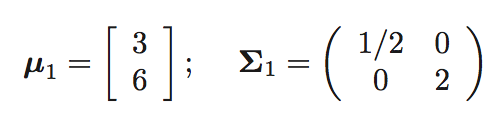 μ₁ = [ 3 6 ] ; Σ₁ = ( 1/2 0 0 2 )